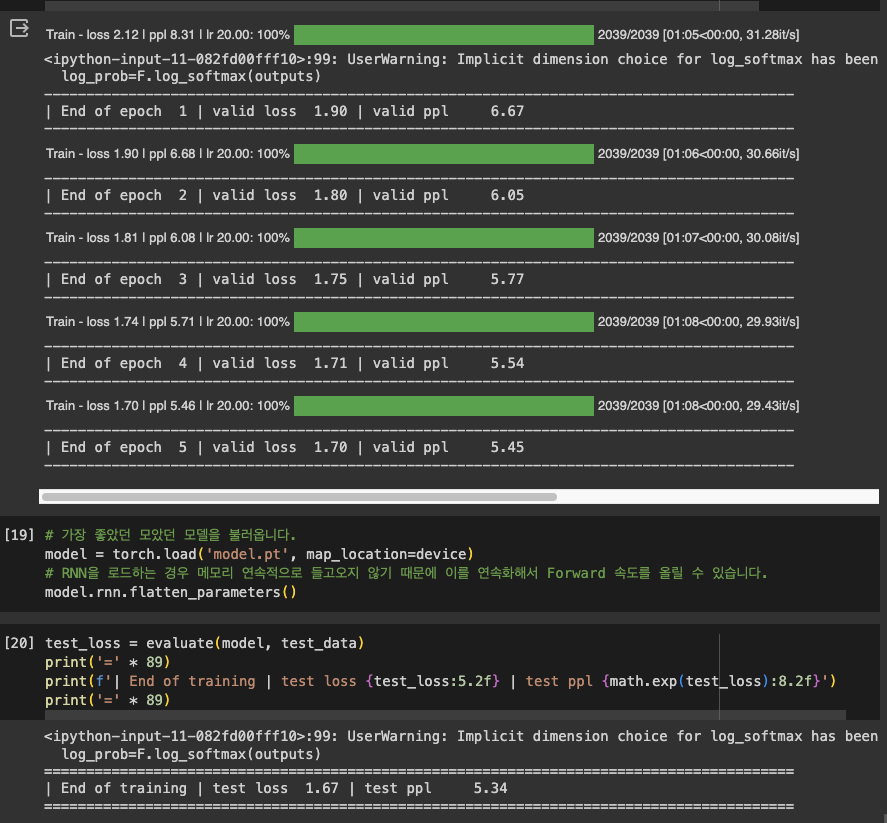 Train - loss 2.12 | ppl 8.31 | lr 20.00: 100% 2039/2039 [01:05<00:00, 31.28it/s]
<ipython-input-11-082fd00fff10>:99: UserWarning: Implicit dimension choice for log_softmax has been
log_prob=F.log_softmax(outputs)
-----------------------------------------------------------------------------------------
| End of epoch 1 | valid loss 1.90 | valid ppl 6.67
-----------------------------------------------------------------------------------------
Train - loss 1.90 | ppl 6.68 | lr 20.00: 100% 2039/2039 [01:06<00:00, 30.66it/s]
-----------------------------------------------------------------------------------------
| End of epoch 2 | valid loss 1.80 | valid ppl 6.05
-----------------------------------------------------------------------------------------
Train - loss 1.81 | ppl 6.08 | lr 20.00: 100% 2039/2039 [01:07<00:00, 30.08it/s]
-----------------------------------------------------------------------------------------
| End of epoch 3 | valid loss 1.75 | valid ppl 5.77
-----------------------------------------------------------------------------------------
Train - loss 1.74 | ppl 5.71 | lr 20.00: 100% 2039/2039 [01:08<00:00, 29.93it/s]
-----------------------------------------------------------------------------------------
| End of epoch 4 | valid loss 1.71 | valid ppl 5.54
-----------------------------------------------------------------------------------------
Train - loss 1.70 | ppl 5.46 | lr 20.00: 100% 2039/2039 [01:08<00:00, 29.43it/s]
-----------------------------------------------------------------------------------------
| End of epoch 5 | valid loss 1.70 | valid ppl 5.45
-----------------------------------------------------------------------------------------
[19] # 가장 좋았던 모았던 모델을 불러옵니다.
model = torch.load('model.pt', map_location=device)
# RNN을 로드하는 경우 메모리 연속적으로 들고오지 않기 때문에 이를 연속화해서 Forward 속도를 올릴 수 있습니다.
model.rnn.flatten_parameters()
[20] test_loss = evaluate(model, test_data)
print('=' * 89)
print(f'| End of training | test loss {test_loss:5.2f} | test ppl {math.exp(test_loss):8.2f}')
print('=' * 89)
<ipython-input-11-082fd00fff10>:99: UserWarning: Implicit dimension choice for log_softmax has been
log_prob=F.log_softmax(outputs)
=========================================================================================
| End of training | test loss 1.67 | test ppl 5.34
=========================================================================================